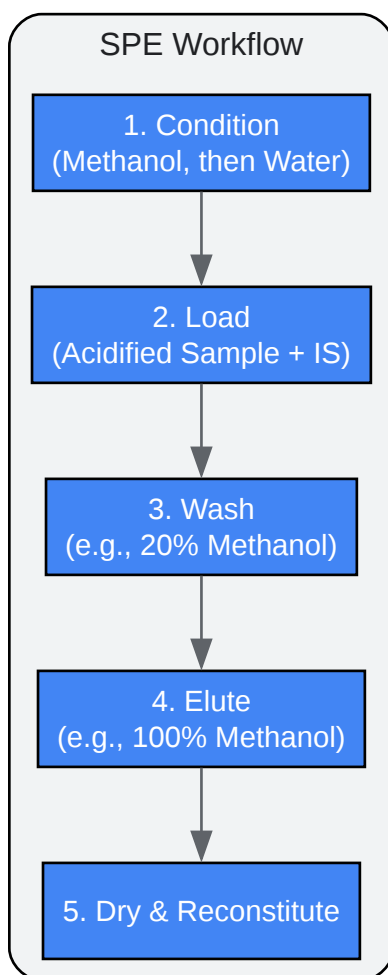 SPE Workflow
1. Condition
(Methanol, then Water)
2. Load
(Acidified Sample + IS)
3. Wash
(e.g., 20% Methanol)
4. Elute
(e.g., 100% Methanol)
5. Dry & Reconstitute